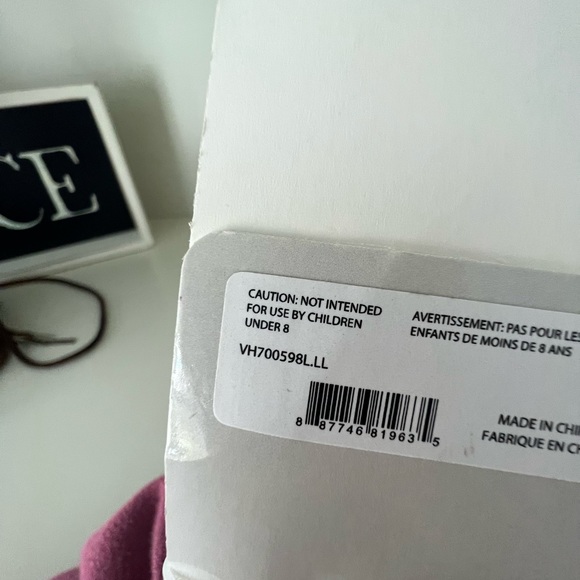 CE
CAUTION: NOT INTENDED
FOR USE BY CHILDREN
UNDER 8
AVERTISSEMENT: PAS POUR LES
ENFANTS DE MOINS DE 8 ANS
VH700598L.LL
8 87746 81963 5
MADE IN CHI
FABRIQUE EN CH